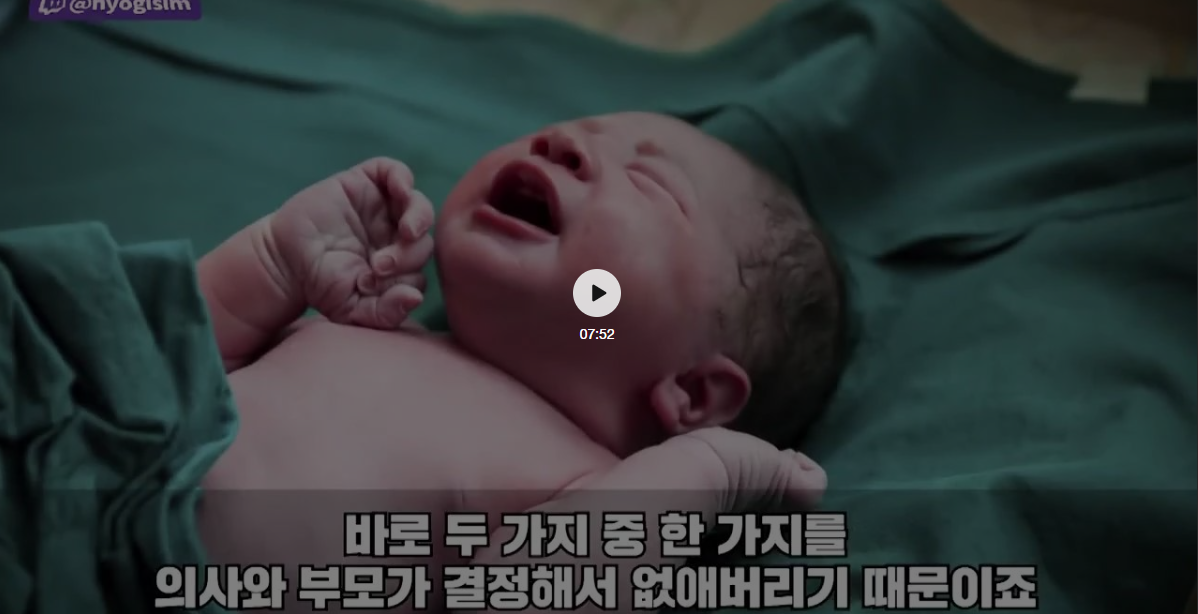 @hyogisim
07:52
바로 두 가지 중 한 가지를
의사와 부모가 결정해서 없애버리기 때문이죠